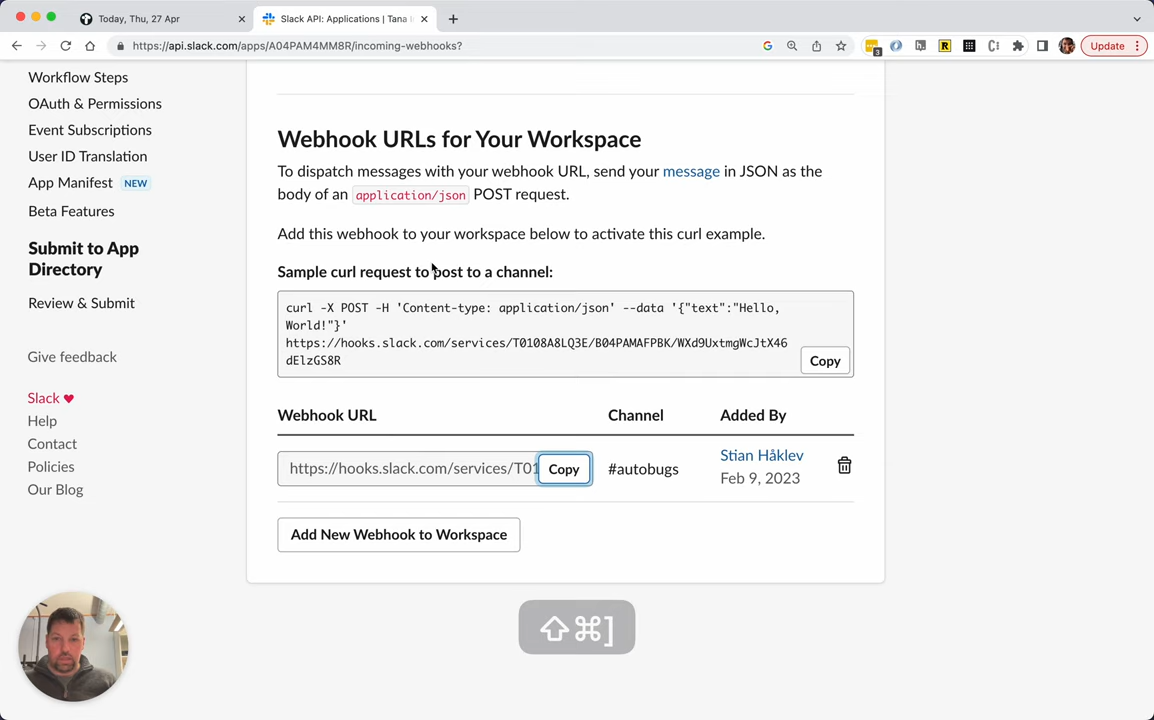 Today, Thu, 27 Apr
Slack API: Applications | Tana I
https://api.slack.com/apps/A04PAM4MM8R/incoming-webhooks?
3
R
Update
Workflow Steps
OAuth & Permissions
Event Subscriptions
User ID Translation
App Manifest NEW
Beta Features
Submit to App
Directory
Review & Submit
Give feedback
Slack
Help
Contact
Policies
Our Blog
Webhook URLs for Your Workspace
To dispatch messages with your webhook URL, send your message in JSON as the
body of an application/json POST request.
Add this webhook to your workspace below to activate this curl example.
Sample curl request to post to a channel:
curl -X POST -H 'Content-type: application/json' --data '{"text":"Hello,
World!"}'
https://hooks.slack.com/services/T0108A8LQ3E/B04PAMAFPBK/WXd9UxtmgWcJtX46
dElzGS8R
Copy
Webhook URL Channel Added By
https://hooks.slack.com/services/T01 Copy #autobugs Stian Håklev
Feb 9, 2023
Add New Webhook to Workspace
⇧⌘]